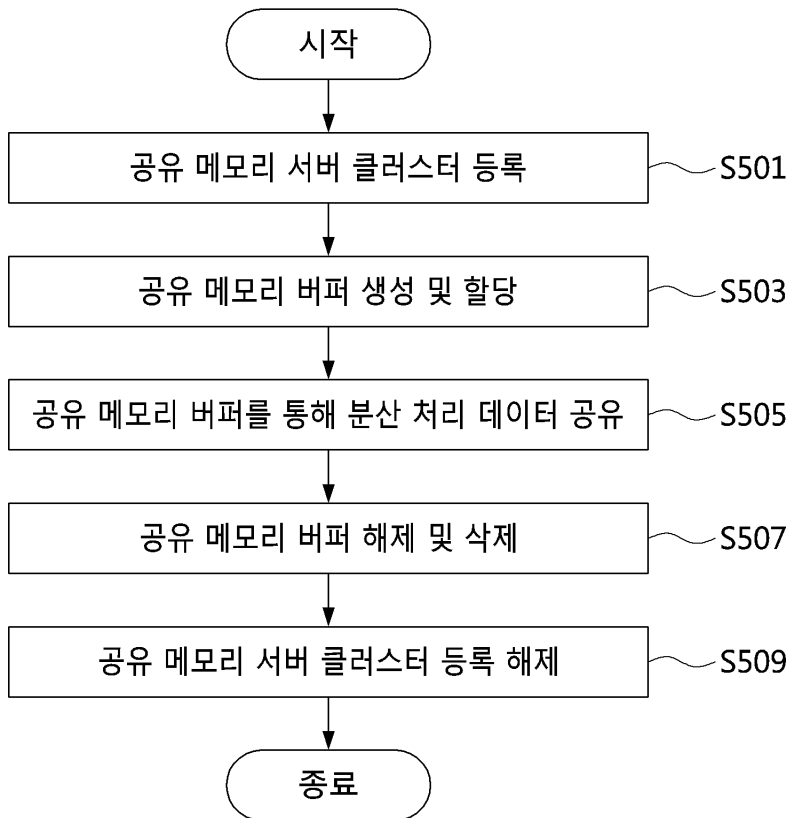 시작
공유 메모리 서버 클러스터 등록 S501
공유 메모리 버퍼 생성 및 할당 S503
공유 메모리 버퍼를 통해 분산 처리 데이터 공유 S505
공유 메모리 버퍼 해제 및 삭제 S507
공유 메모리 서버 클러스터 등록 해제 S509
종료